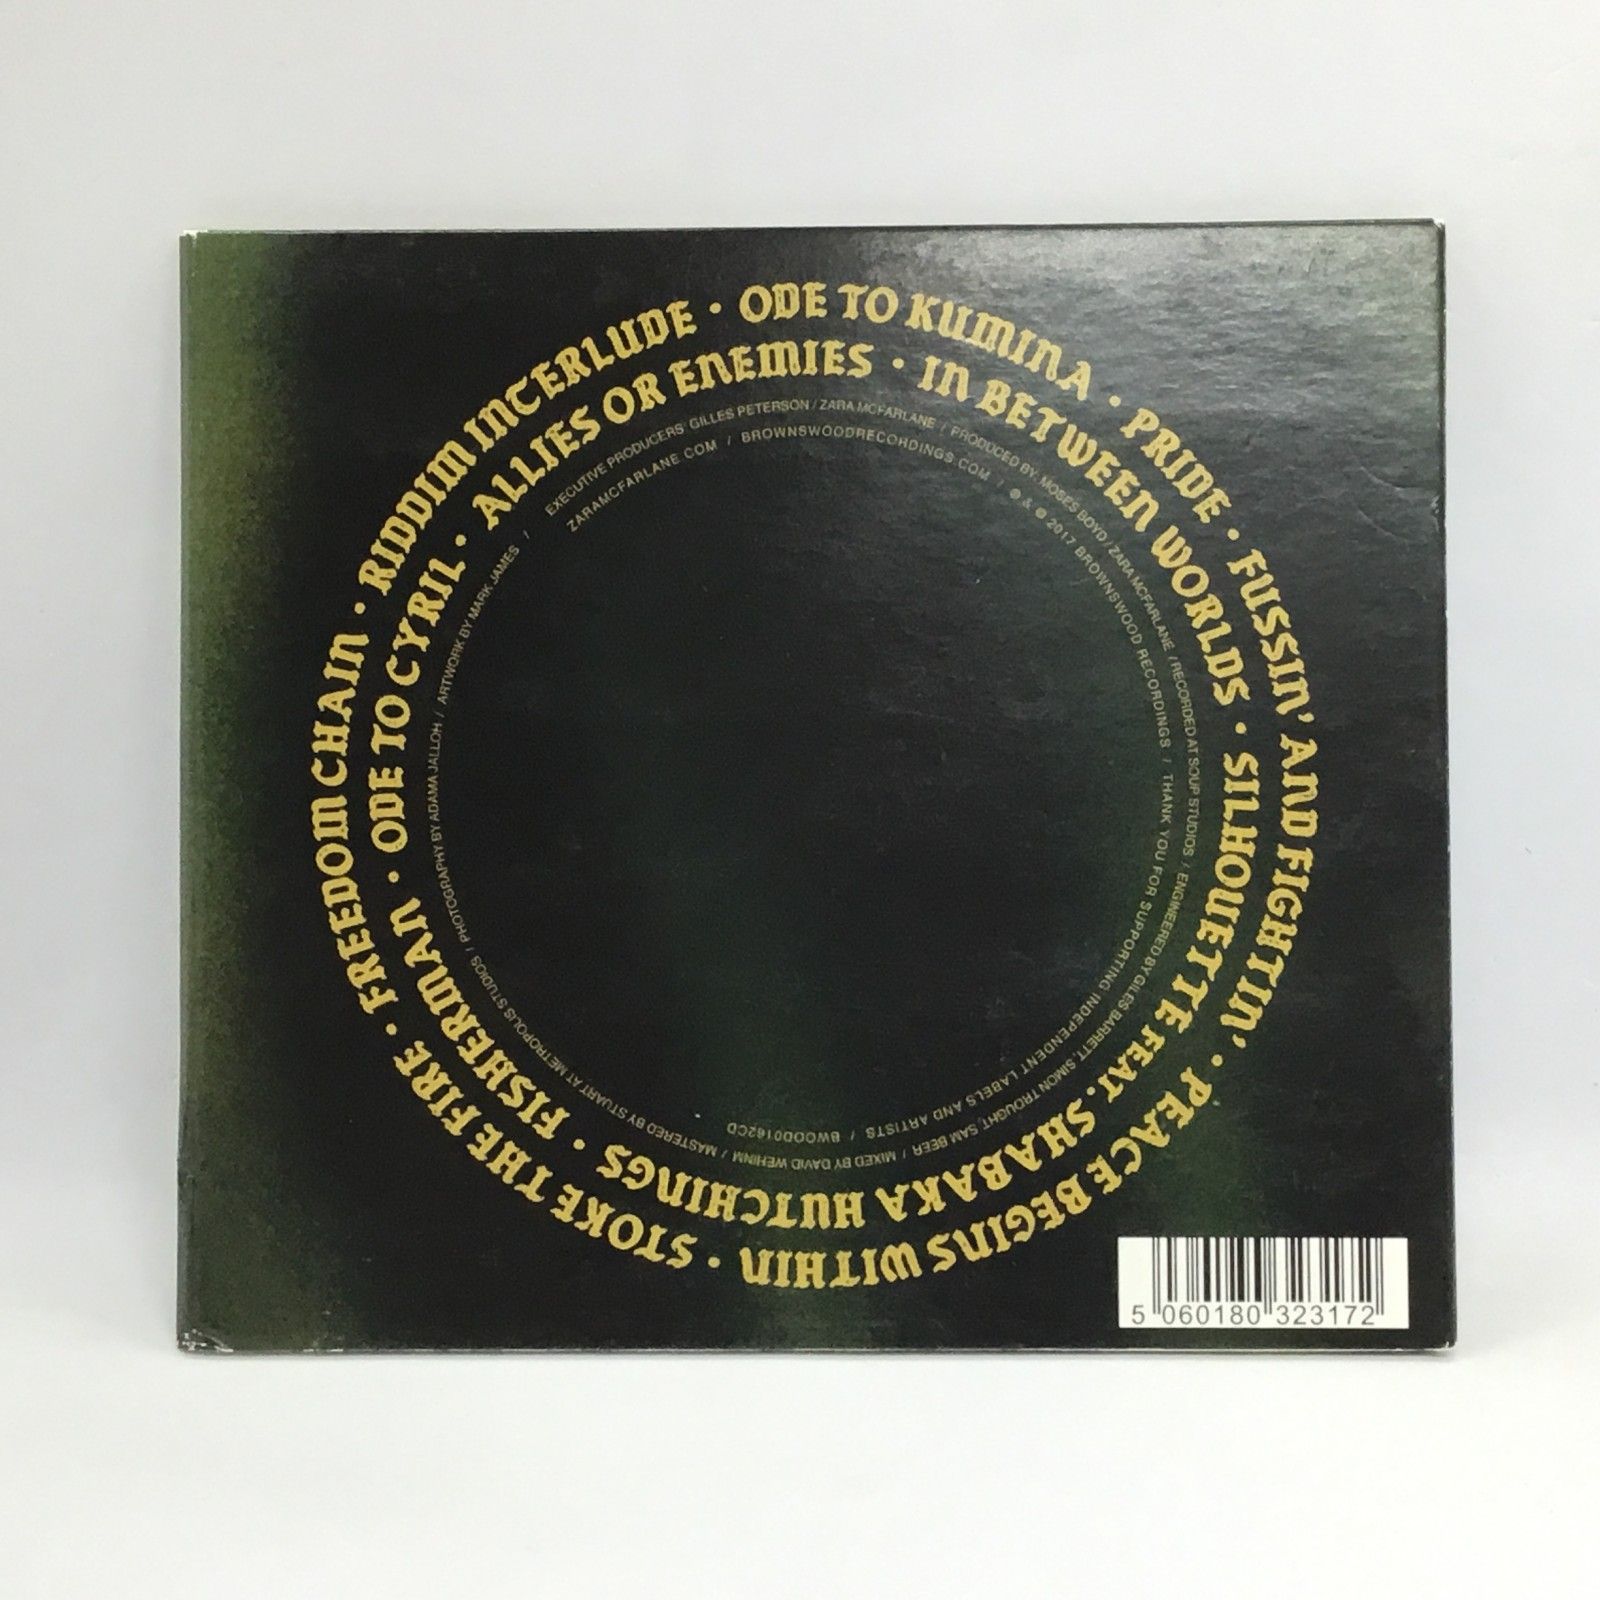 ODE TO KUMINA · PRIDE · FUSSIN' AND FIGHTIN' · PEACE BEGINS WITHIN · STOKE THE FIRE · FREEDOM CHAIN · RIDDIM INTERLUDE ·
ALLIES OR ENEMIES · IN BETWEEN WORLDS · SILHOUETTE FEAT. SHABAKA HUTCHINGS · FISHERMAN · ODE TO CYRIL ·
EXECUTIVE PRODUCERS GILLES PETERSON / ZARA MCFARLANE / PRODUCED BY: MOSES BOYD / ZARA MCFARLANE / RECORDED AT SOUP STUDIOS / ENGINEERED BY GILES BARRETT, SIMON TROUGHT, SAM BEER / MIXED BY DAVID WEHINM / MASTERED BY STUART AT METROPOLIS STUDIOS / PHOTOGRAPHY BY ADAMA JALLOH / ARTWORK BY MARK JAMES /
ZARAMCFARLANE.COM / BROWNSWOODRECORDINGS.COM / ℗ & © 2017 BROWNSWOOD RECORDINGS / THANK YOU FOR SUPPORTING INDEPENDENT LABELS AND ARTISTS / BWOOD0162CD
5 060180 323172